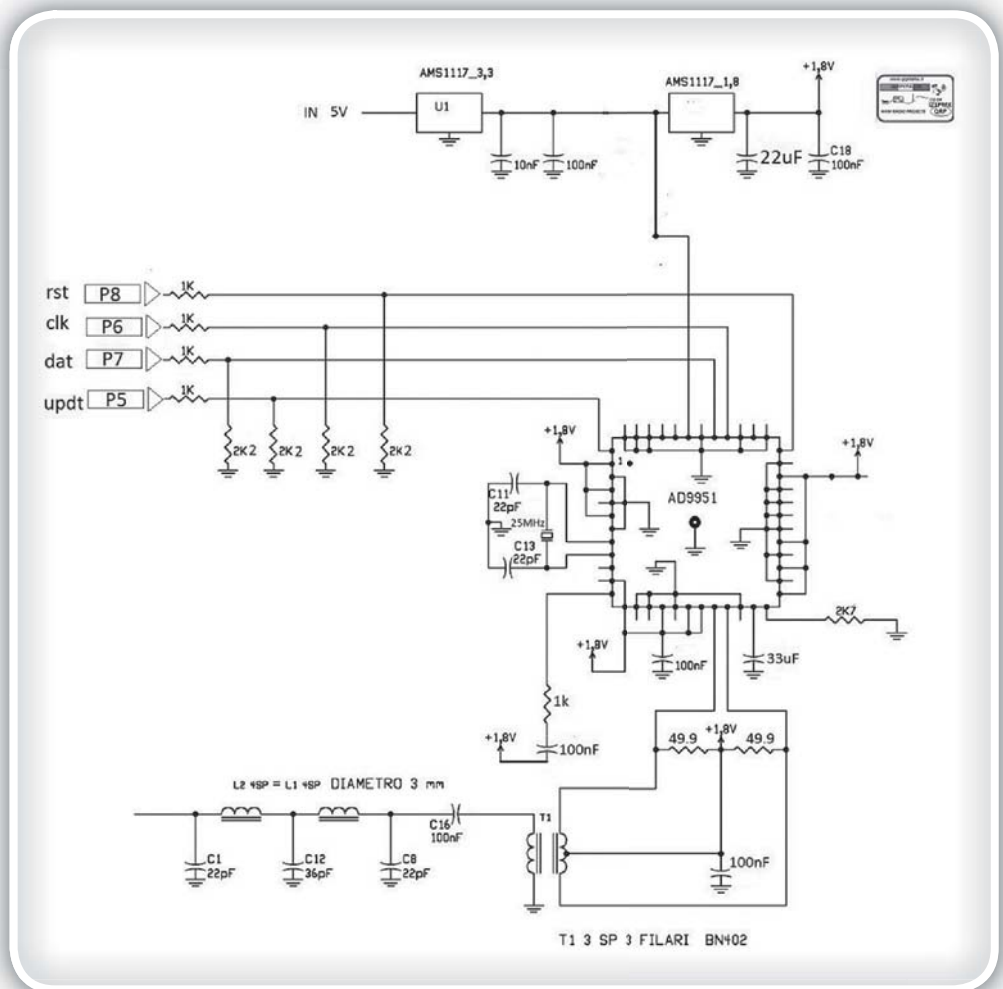 AMS1117_3,3
AMS1117_1,8
+1,8V
IN 5V
U1
10nF
100nF
22uF
C18
100nF
rst P8 1K
clk P6 1K
dat P7 1K
updt P5 1K
2K2
2K2
2K2
2K2
+1,8V
+1,8V
1
AD9951
C11
22pF
25MHz
C13
22pF
2K7
+1,8V
100nF
33uF
1k
+1,8V
100nF
49.9
+1,8V
49.9
L2 4SP = L1 4SP DIAMETRO 3 mm
C16
100nF
T1
C1
22pF
C12
36pF
C8
22pF
100nF
T1 3 SP 3 FILARI BN402